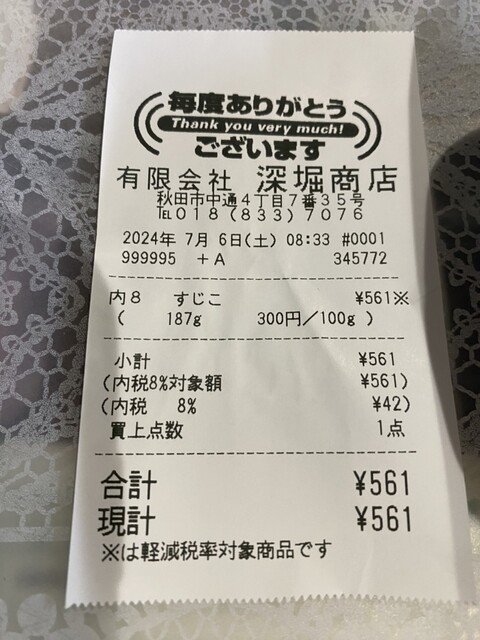 毎度ありがとう
Thank you very much!
ございます
有限会社 深堀商店
秋田市中通4丁目7番35号
℡018(833)7076
2024年 7月 6日(土) 08:33 #0001
999995 +A 345772
内8 すじこ ¥561※
( 187g 300円/100g )
小計 ¥561
(内税8%対象額 ¥561)
(内税 8% ¥42)
買上点数 1点
合計 ¥561
現計 ¥561
※は軽減税率対象商品です